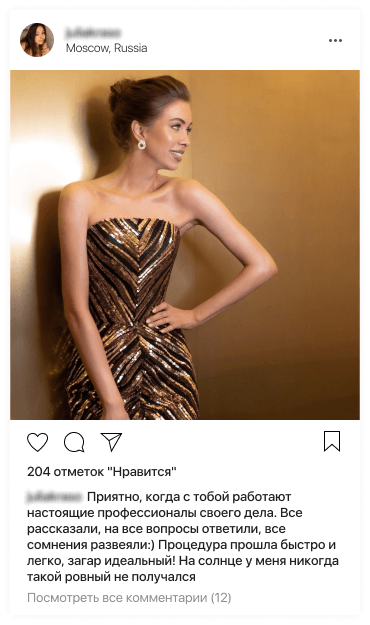 Moscow, Russia
204 отметок "Нравится"
Приятно, когда с тобой работают
настоящие профессионалы своего дела. Все
рассказали, на все вопросы ответили, все
сомнения развеяли:) Процедура прошла быстро и
легко, загар идеальный! На солнце у меня никогда
такой ровный не получался
Посмотреть все комментарии (12)